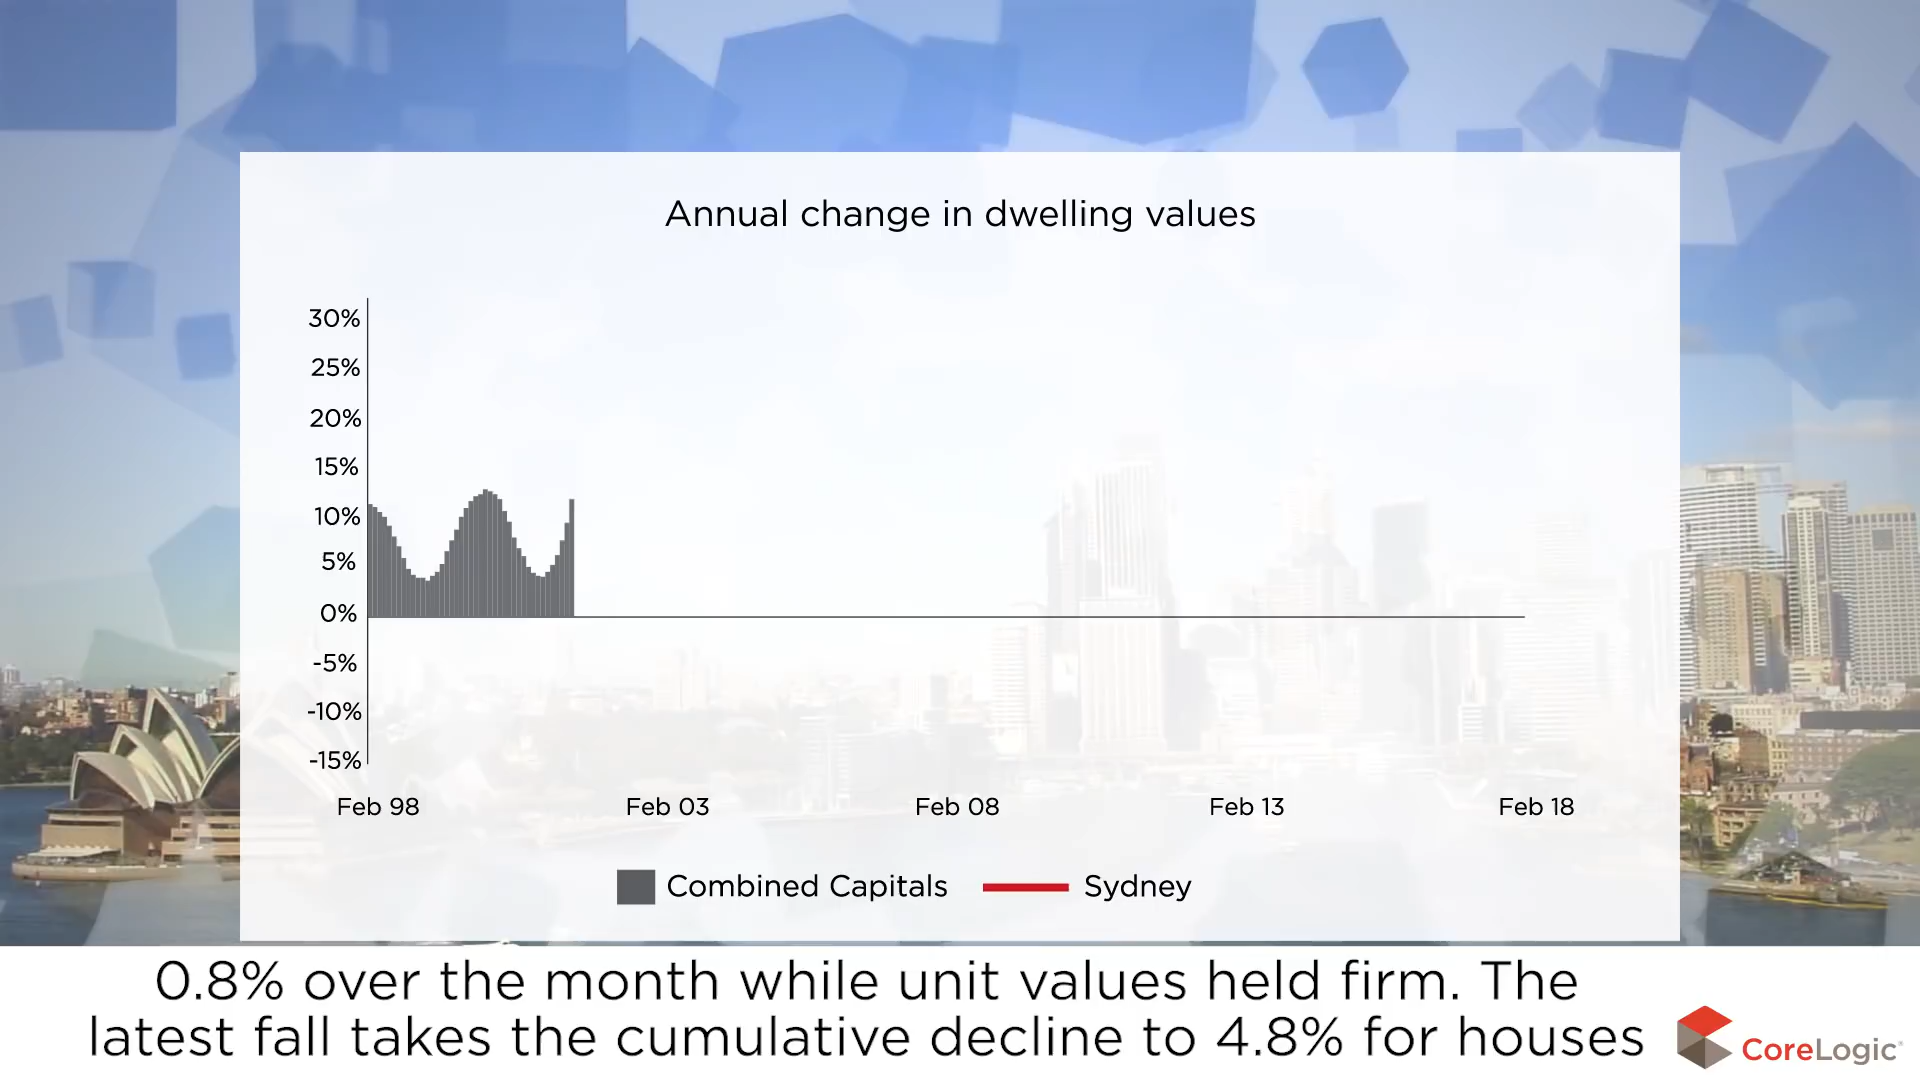 Annual change in dwelling values
30%
25%
20%
15%
10%
5%
0%
-5%
-10%
-15%
Feb 98 Feb 03 Feb 08 Feb 13 Feb 18
Combined Capitals Sydney
0.8% over the month while unit values held firm. The
latest fall takes the cumulative decline to 4.8% for houses
CoreLogic